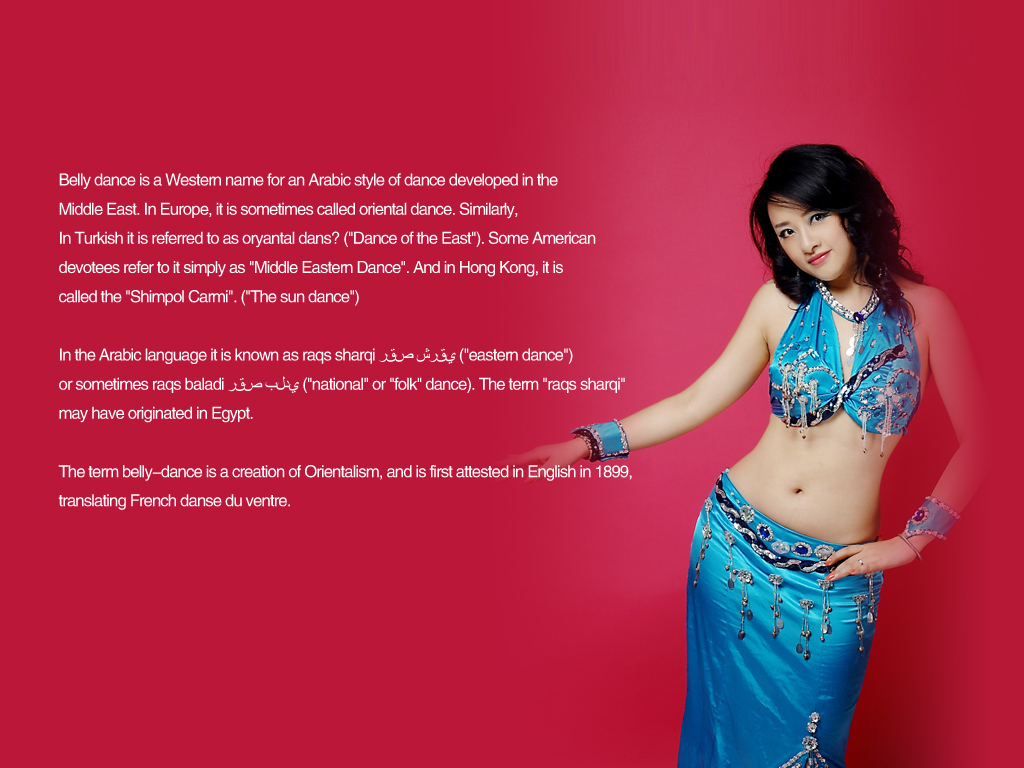 Belly dance is a Western name for an Arabic style of dance developed in the
Middle East. In Europe, it is sometimes called oriental dance. Similarly,
In Turkish it is referred to as oryantal dans? ("Dance of the East"). Some American
devotees refer to it simply as "Middle Eastern Dance". And in Hong Kong, it is
called the "Shimpol Carmi". ("The sun dance")
In the Arabic language it is known as raqs sharqi يقرش صقر ("eastern dance")
or sometimes raqs baladi يدلب صقر ("national" or "folk" dance). The term "raqs sharqi"
may have originated in Egypt.
The term belly–dance is a creation of Orientalism, and is first attested in English in 1899,
translating French danse du ventre.